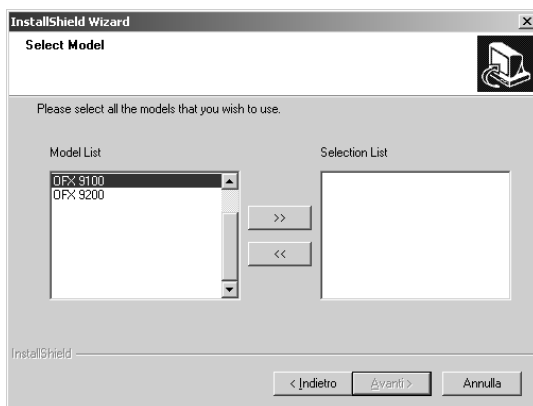 InstallShield Wizard
Select Model
Please select all the models that you wish to use.
Model List
Selection List
OFX 9100
OFX 9200
>>
<<
InstallShield
< Indietro
Avanti >
Annulla